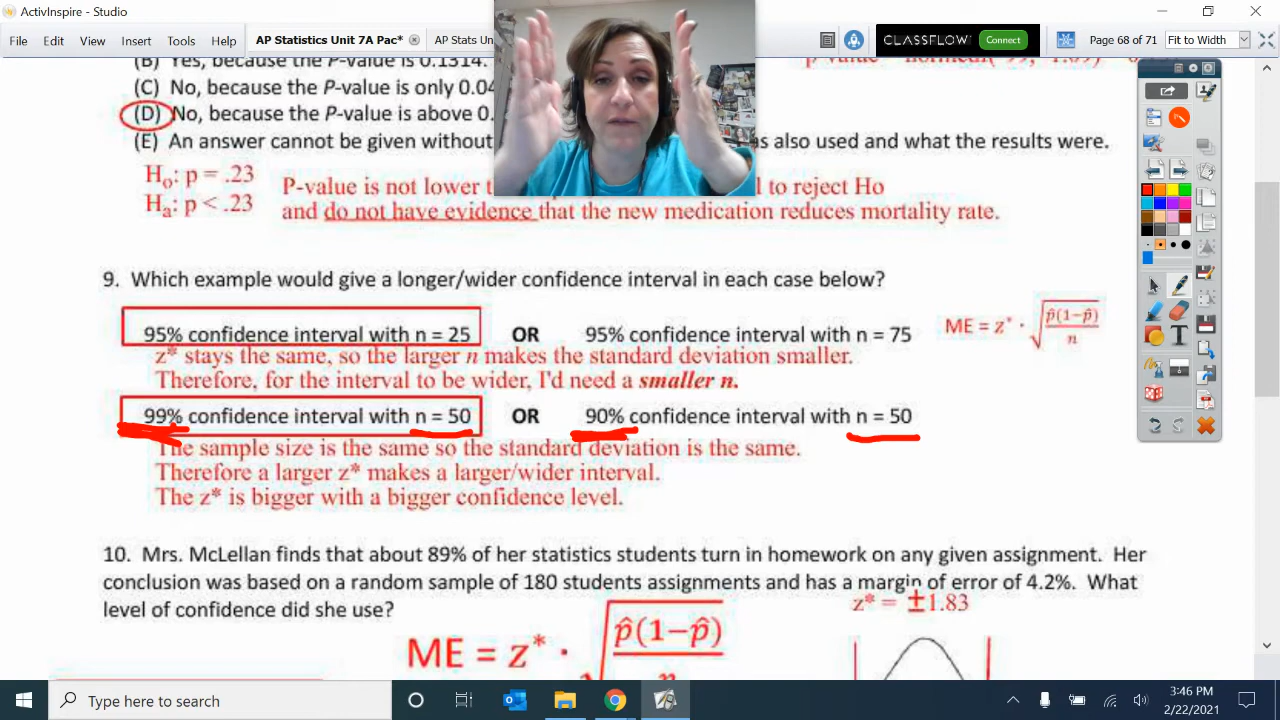 ActivInspire - Studio
File Edit View Insert Tools Help AP Statistics Unit 7A Pac* AP Stats Un CLASSFLOW Connect Page 68 of 71 Fit to Width
(B) Yes, because the P-value is 0.1314.
(C) No, because the P-value is only 0.04
(D) No, because the P-value is above 0.
(E) An answer cannot be given without as also used and what the results were.
Ho: p = .23
Ha: p < .23
P-value is not lower t l to reject Ho
and do not have evidence that the new medication reduces mortality rate.
9. Which example would give a longer/wider confidence interval in each case below?
95% confidence interval with n = 25 OR 95% confidence interval with n = 75
ME = z* · √p̂(1−p̂)/n
z* stays the same, so the larger n makes the standard deviation smaller.
Therefore, for the interval to be wider, I'd need a smaller n.
99% confidence interval with n = 50 OR 90% confidence interval with n = 50
The sample size is the same so the standard deviation is the same.
Therefore a larger z* makes a larger/wider interval.
The z* is bigger with a bigger confidence level.
10. Mrs. McLellan finds that about 89% of her statistics students turn in homework on any given assignment. Her
conclusion was based on a random sample of 180 students assignments and has a margin of error of 4.2%. What
level of confidence did she use?
z* = ±1.83
ME = z* · √p̂(1−p̂)/n
Type here to search
3:46 PM
2/22/2021